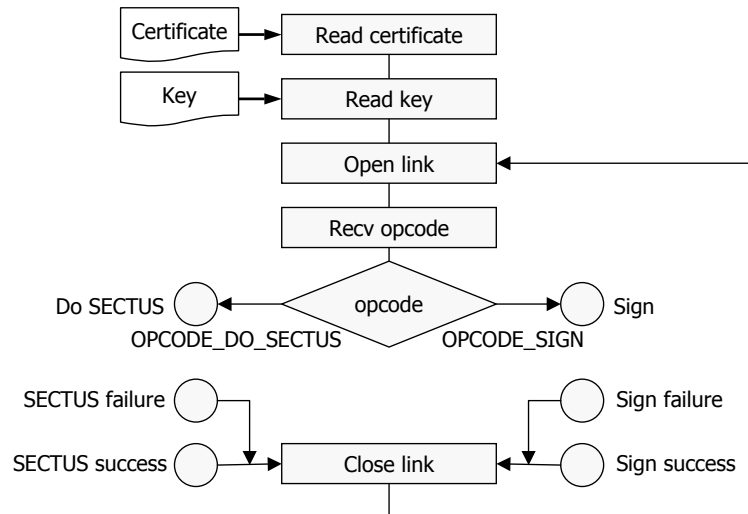 Certificate
Read certificate
Key
Read key
Open link
Recv opcode
Do SECTUS
opcode
Sign
OPCODE_DO_SECTUS
OPCODE_SIGN
SECTUS failure
Sign failure
SECTUS success
Close link
Sign success